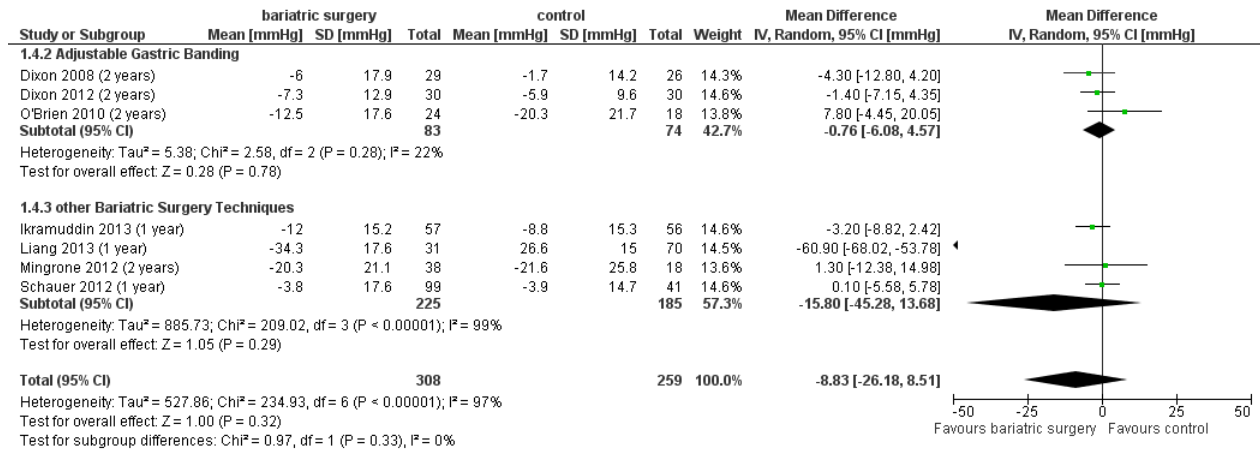 bariatric surgery control Mean Difference Mean Difference
Study or Subgroup Mean [mmHg] SD [mmHg] Total Mean [mmHg] SD [mmHg] Total Weight IV, Random, 95% CI [mmHg] IV, Random, 95% CI [mmHg]
1.4.2 Adjustable Gastric Banding
Dixon 2008 (2 years) -6 17.9 29 -1.7 14.2 26 14.3% -4.30 [-12.80, 4.20]
Dixon 2012 (2 years) -7.3 12.9 30 -5.9 9.6 30 14.6% -1.40 [-7.15, 4.35]
O'Brien 2010 (2 years) -12.5 17.6 24 -20.3 21.7 18 13.8% 7.80 [-4.45, 20.05]
Subtotal (95% CI) 83 74 42.7% -0.76 [-6.08, 4.57]
Heterogeneity: Tau² = 5.38; Chi² = 2.58, df = 2 (P = 0.28); I² = 22%
Test for overall effect: Z = 0.28 (P = 0.78)
1.4.3 other Bariatric Surgery Techniques
Ikramuddin 2013 (1 year) -12 15.2 57 -8.8 15.3 56 14.6% -3.20 [-8.82, 2.42]
Liang 2013 (1 year) -34.3 17.6 31 26.6 15 70 14.5% -60.90 [-68.02, -53.78]
Mingrone 2012 (2 years) -20.3 21.1 38 -21.6 25.8 18 13.6% 1.30 [-12.38, 14.98]
Schauer 2012 (1 year) -3.8 17.6 99 -3.9 14.7 41 14.6% 0.10 [-5.58, 5.78]
Subtotal (95% CI) 225 185 57.3% -15.80 [-45.28, 13.68]
Heterogeneity: Tau² = 885.73; Chi² = 209.02, df = 3 (P < 0.00001); I² = 99%
Test for overall effect: Z = 1.05 (P = 0.29)
Total (95% CI) 308 259 100.0% -8.83 [-26.18, 8.51]
Heterogeneity: Tau² = 527.86; Chi² = 234.93, df = 6 (P < 0.00001); I² = 97%
Test for overall effect: Z = 1.00 (P = 0.32)
Test for subgroup differences: Chi² = 0.97, df = 1 (P = 0.33), I² = 0%
-50 -25 0 25 50
Favours bariatric surgery Favours control